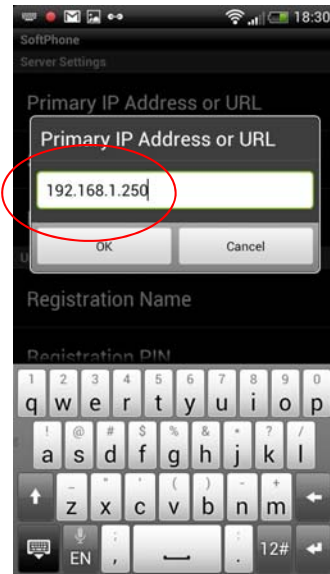 18:30
SoftPhone
Server Settings
Primary IP Address or URL
Primary IP Address or URL
192.168.1.250
OK Cancel
U
Registration Name
Registration PIN
1 2 3 4 5 6 7 8 9 0
q w e r t y u i o p
! @ # $ % & * ? /
a s d f g h j k l
_ " ' ( ) - +
z x c v b n m
EN , . 12#